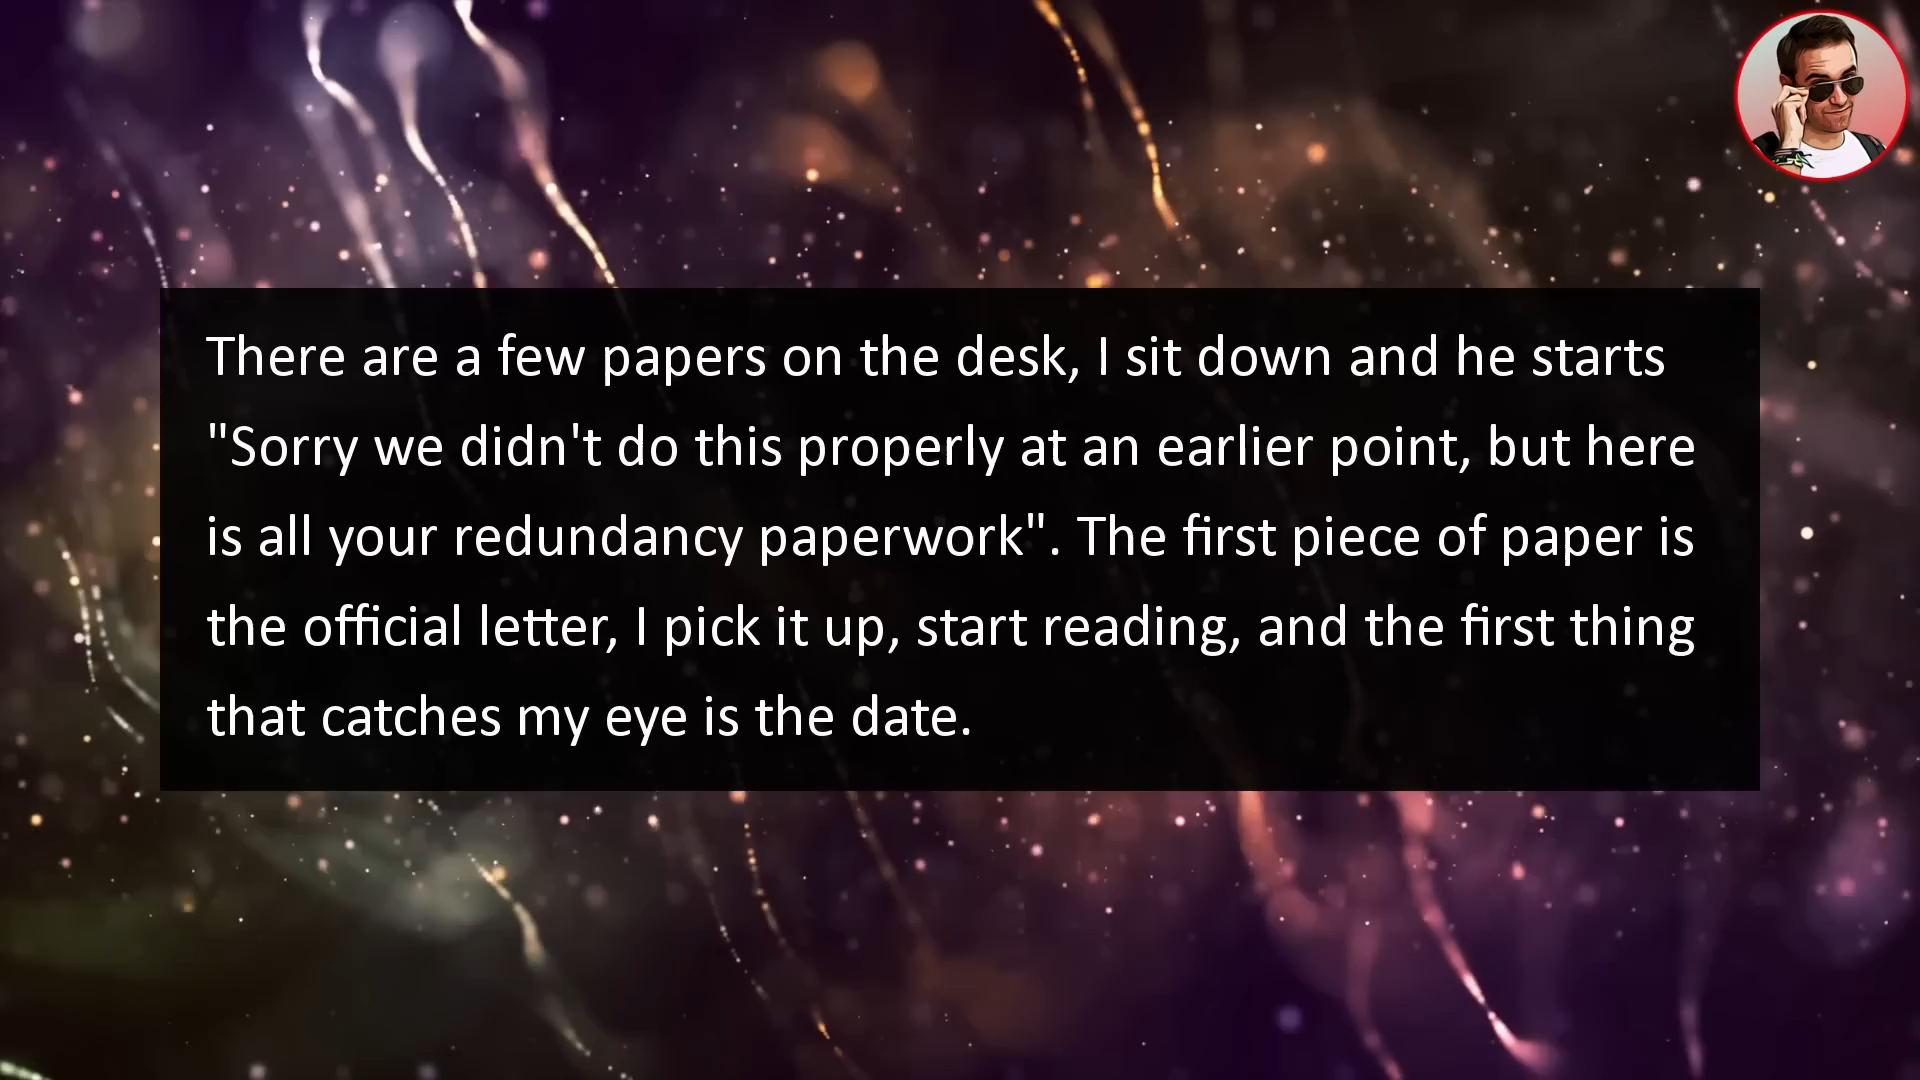 There are a few papers on the desk, I sit down and he starts
"Sorry we didn't do this properly at an earlier point, but here
is all your redundancy paperwork". The first piece of paper is
the official letter, I pick it up, start reading, and the first thing
that catches my eye is the date.